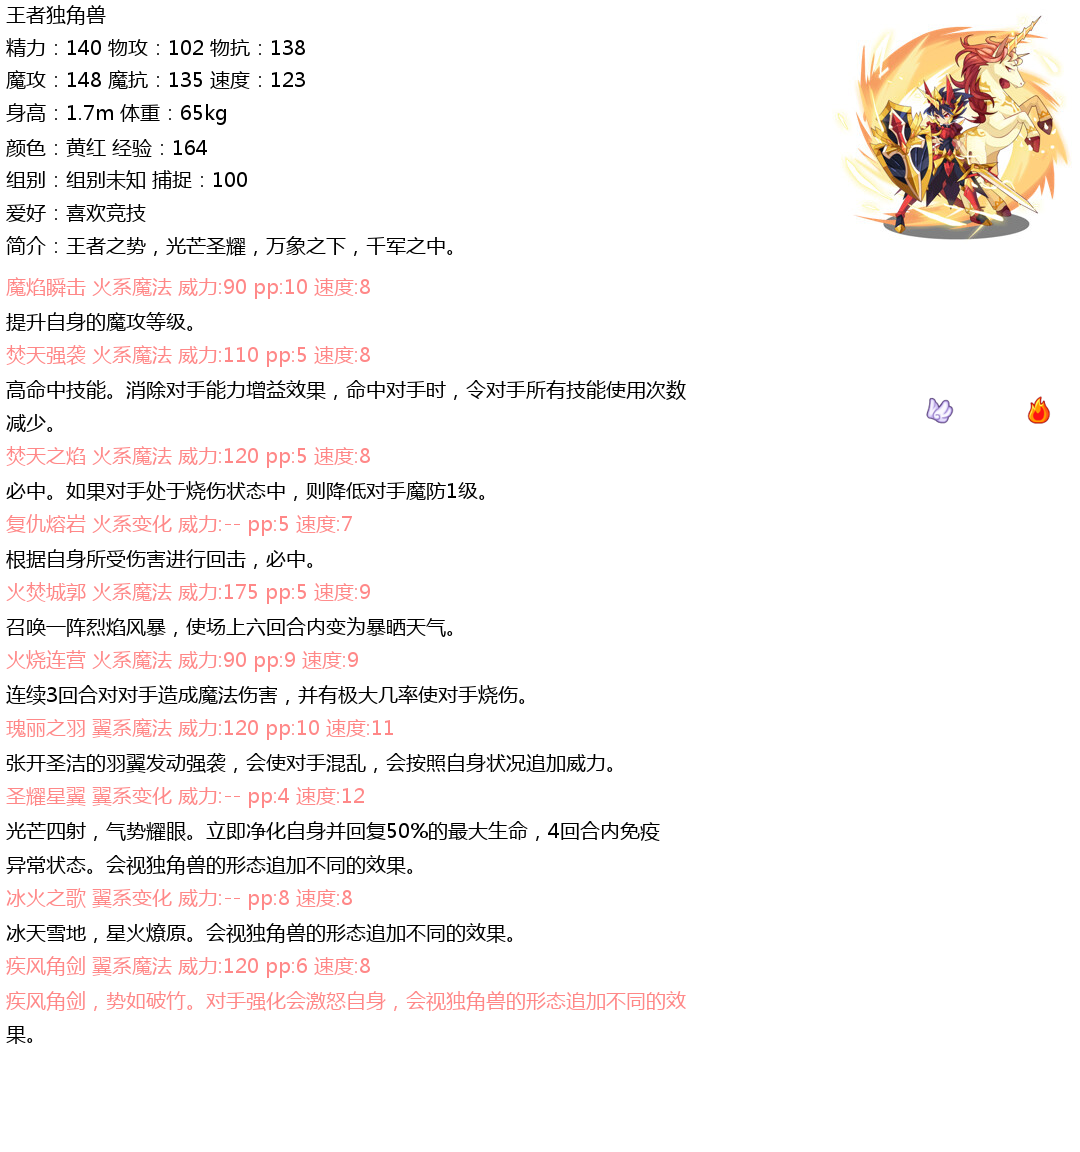 王者独角兽
精力：140 物攻：102 物抗：138
魔攻：148 魔抗：135 速度：123
身高：1.7m 体重：65kg
颜色：黄红 经验：164
组别：组别未知 捕捉：100
爱好：喜欢竞技
简介：王者之势，光芒圣耀，万象之下，千军之中。
魔焰瞬击 火系魔法 威力:90 pp:10 速度:8
提升自身的魔攻等级。
焚天强袭 火系魔法 威力:110 pp:5 速度:8
高命中技能。消除对手能力增益效果，命中对手时，令对手所有技能使用次数
减少。
焚天之焰 火系魔法 威力:120 pp:5 速度:8
必中。如果对手处于烧伤状态中，则降低对手魔防1级。
复仇熔岩 火系变化 威力:-- pp:5 速度:7
根据自身所受伤害进行回击，必中。
火焚城郭 火系魔法 威力:175 pp:5 速度:9
召唤一阵烈焰风暴，使场上六回合内变为暴晒天气。
火烧连营 火系魔法 威力:90 pp:9 速度:9
连续3回合对对手造成魔法伤害，并有极大几率使对手烧伤。
瑰丽之羽 翼系魔法 威力:120 pp:10 速度:11
张开圣洁的羽翼发动强袭，会使对手混乱，会按照自身状况追加威力。
圣耀星翼 翼系变化 威力:-- pp:4 速度:12
光芒四射，气势耀眼。立即净化自身并回复50%的最大生命，4回合内免疫
异常状态。会视独角兽的形态追加不同的效果。
冰火之歌 翼系变化 威力:-- pp:8 速度:8
冰天雪地，星火燎原。会视独角兽的形态追加不同的效果。
疾风角剑 翼系魔法 威力:120 pp:6 速度:8
疾风角剑，势如破竹。对手强化会激怒自身，会视独角兽的形态追加不同的效
果。